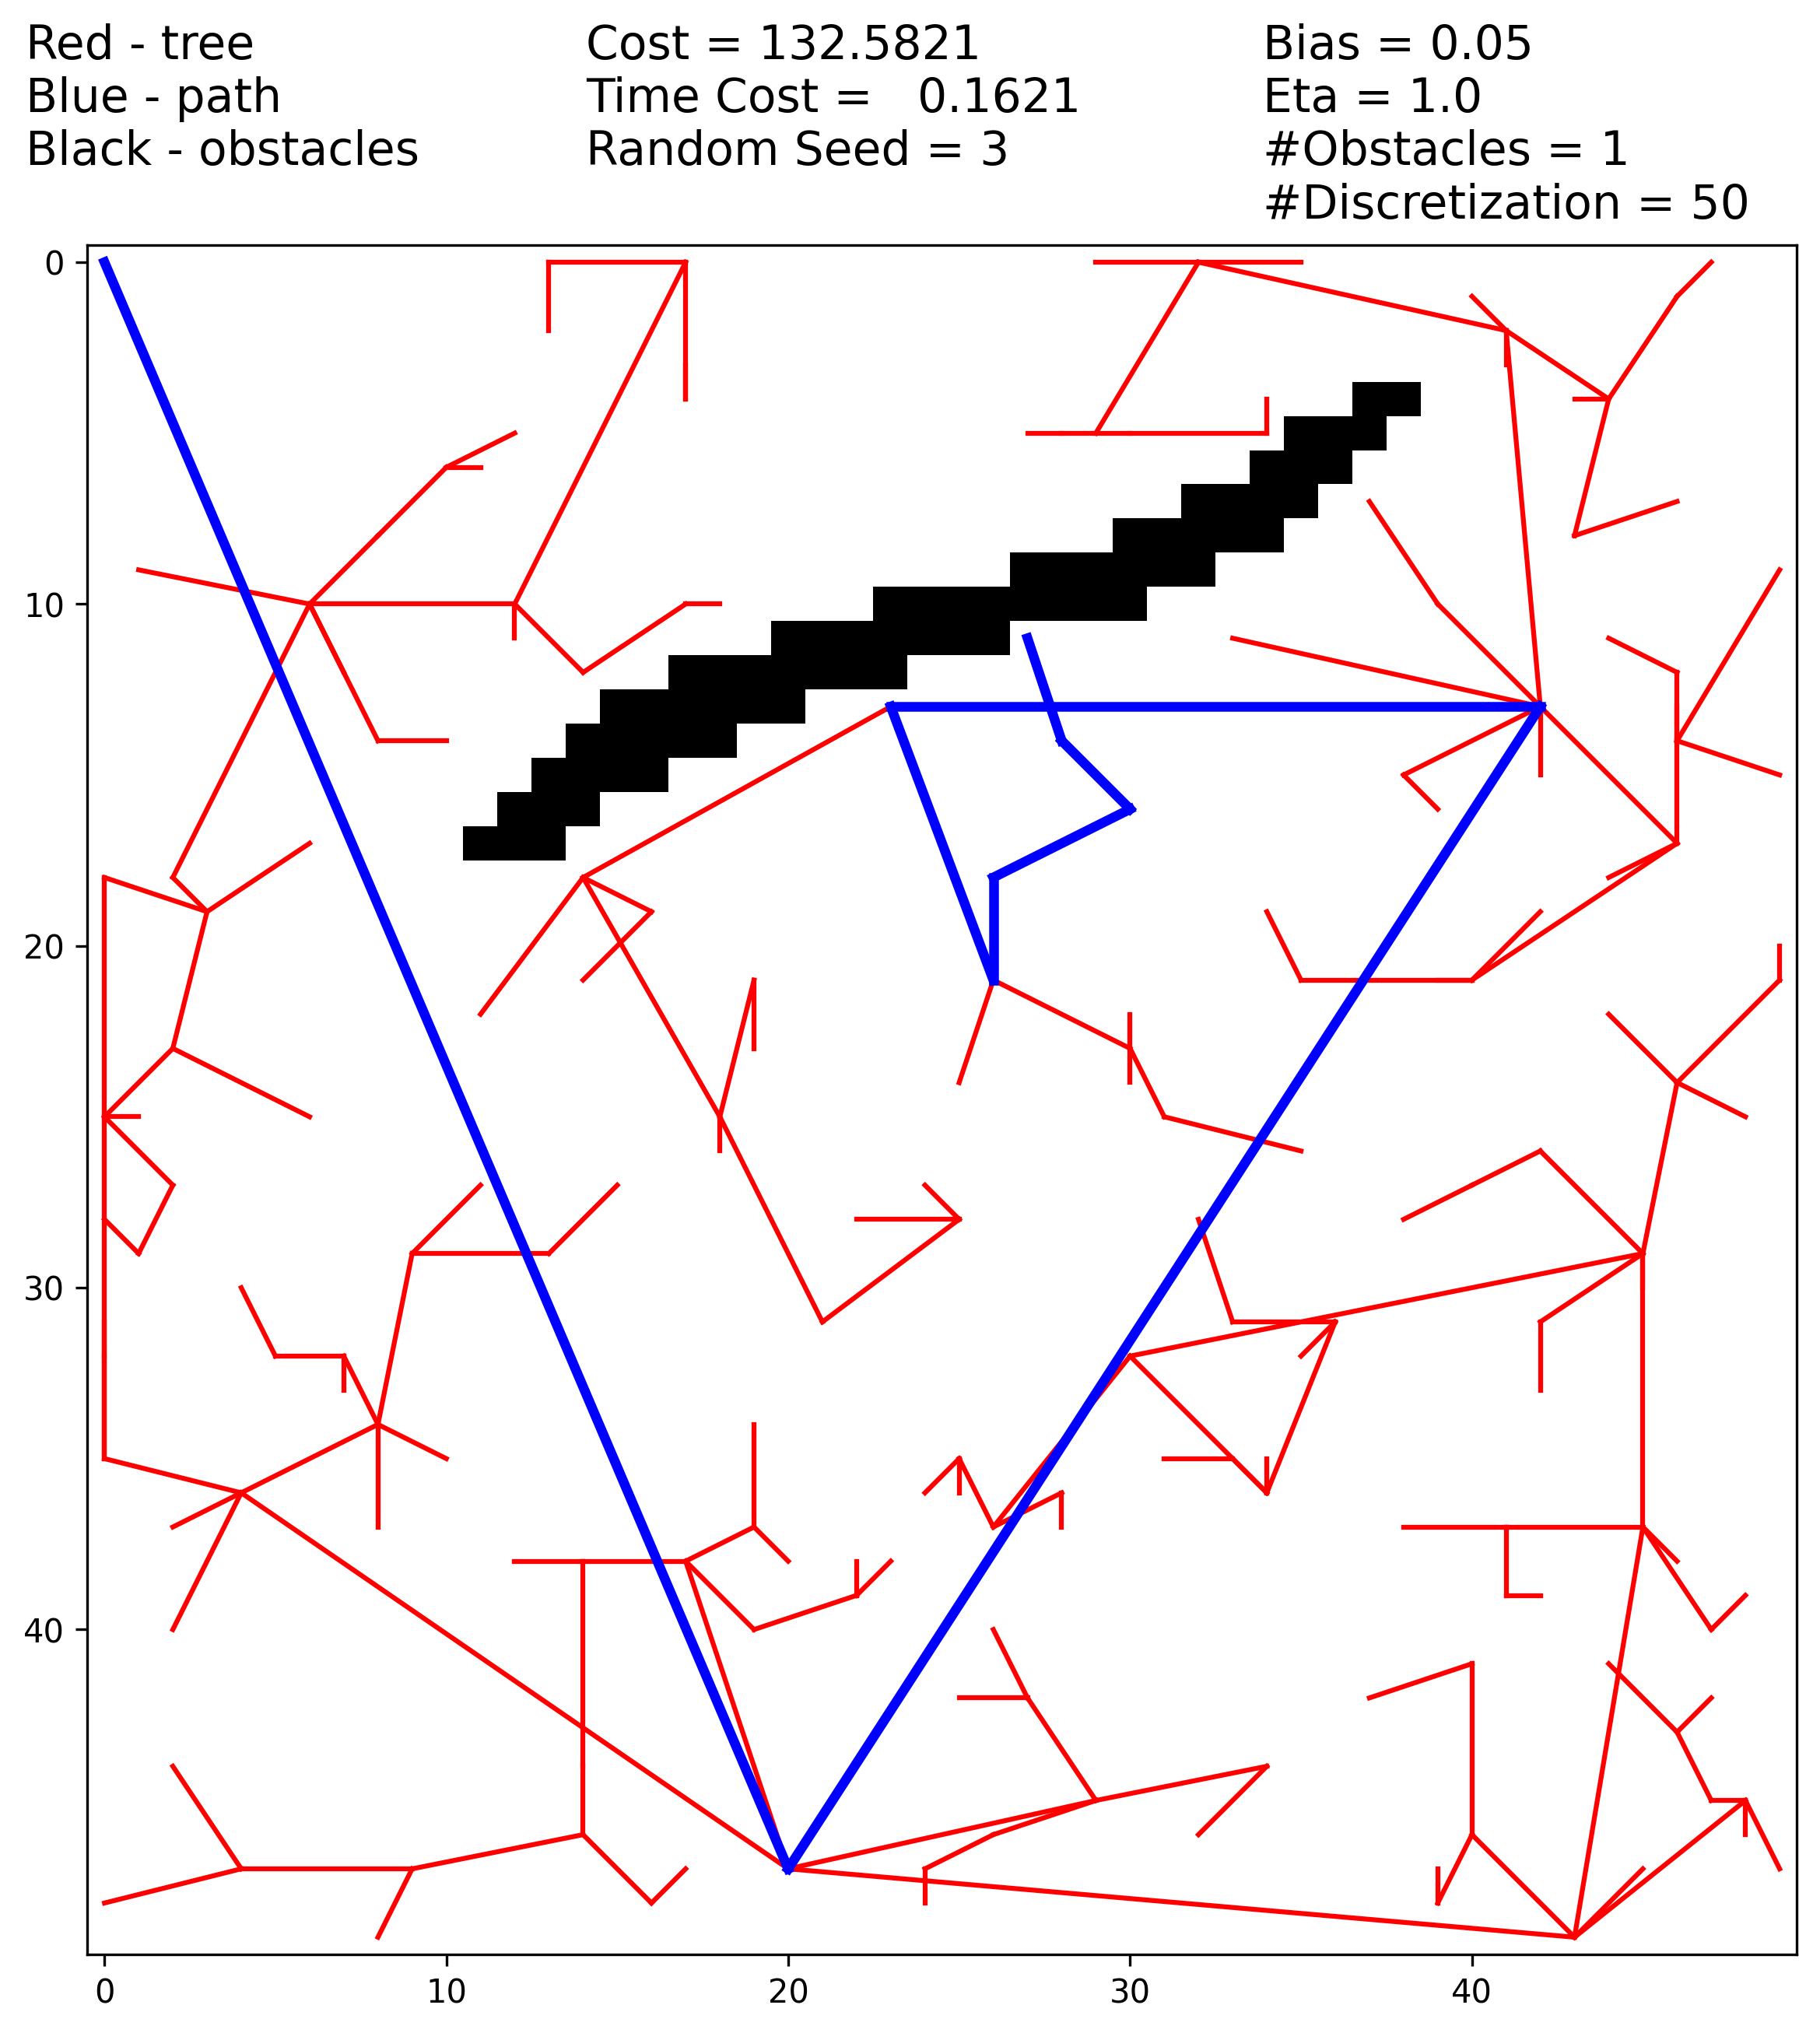 Red - tree
Blue - path
Black - obstacles
Cost = 132.5821
Time Cost =   0.1621
Random Seed = 3
Bias = 0.05
Eta = 1.0
#Obstacles = 1
#Discretization = 50
0
10
20
30
40
0
10
20
30
40